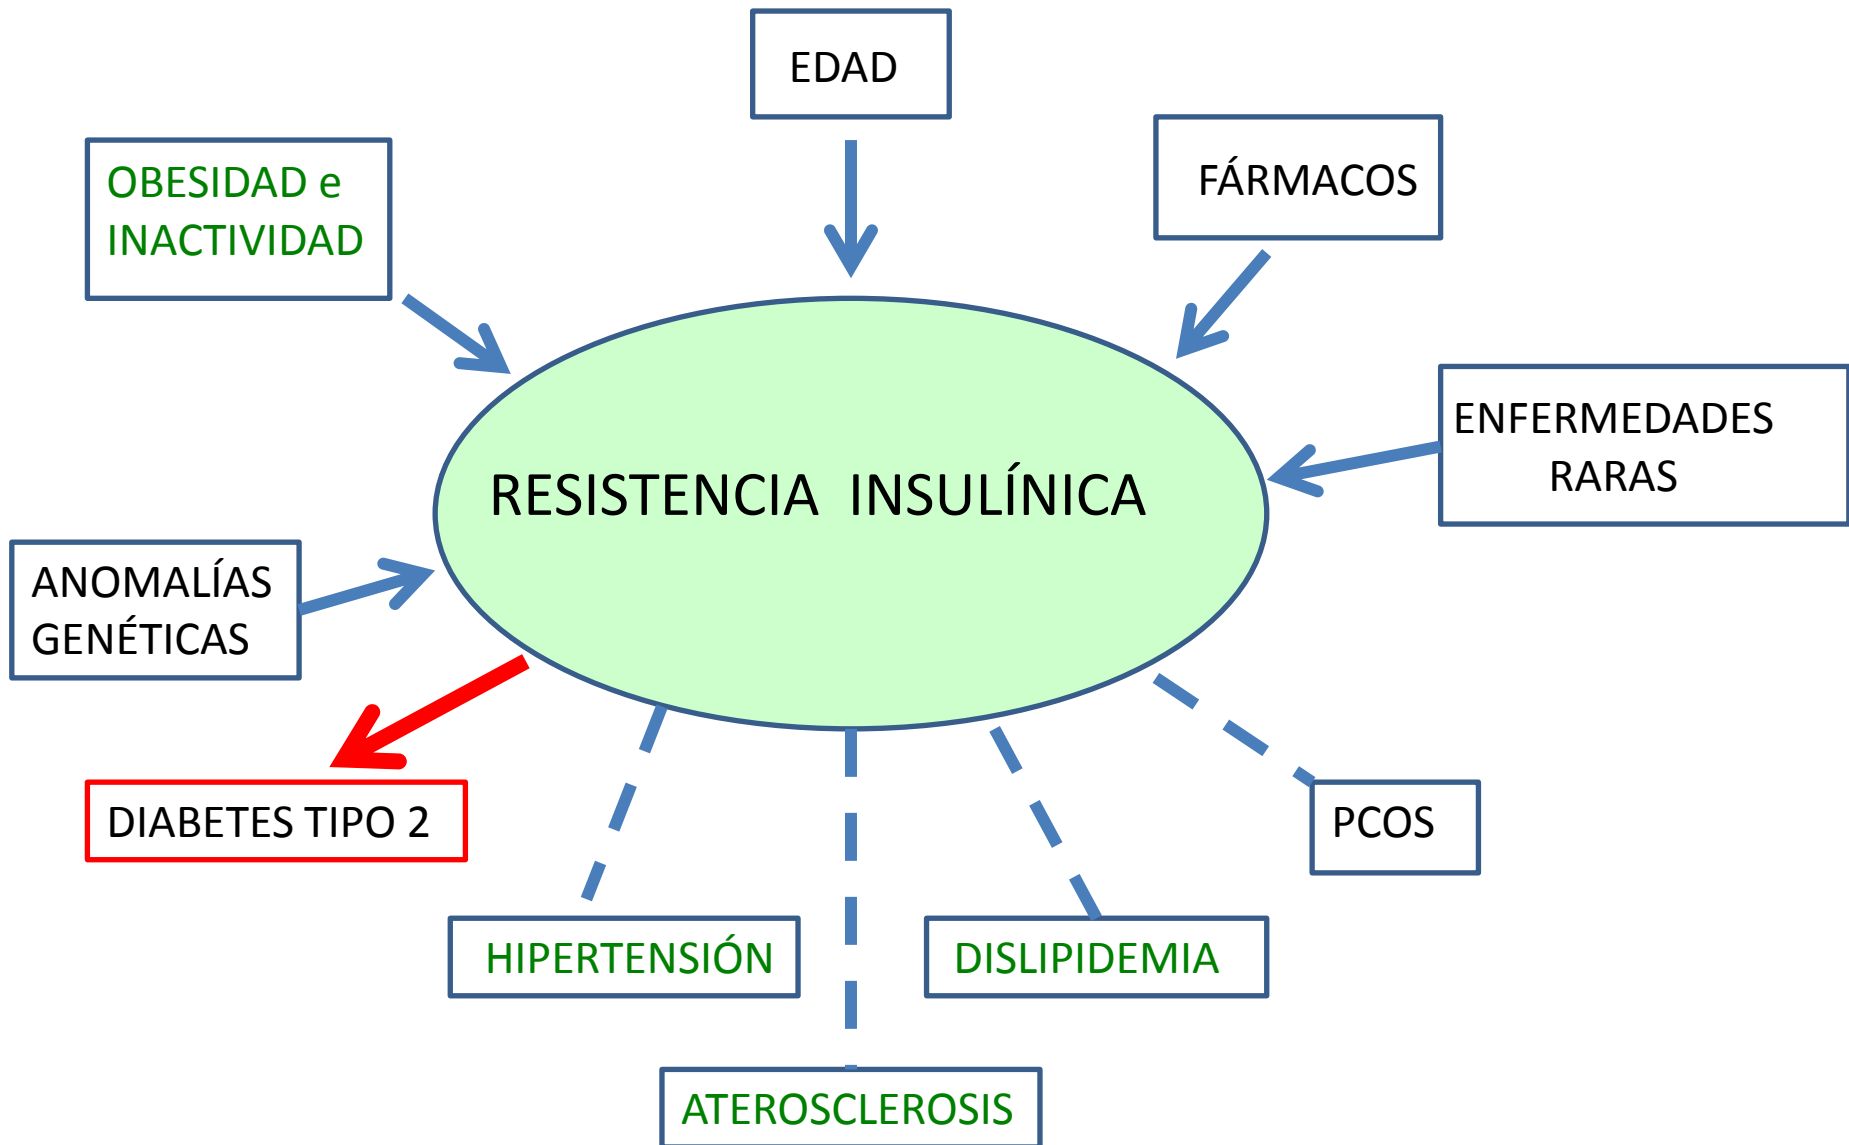 EDAD
FÁRMACOS
OBESIDAD e
INACTIVIDAD
ENFERMEDADES
RARAS
RESISTENCIA INSULÍNICA
ANOMALÍAS
GENÉTICAS
DIABETES TIPO 2
PCOS
HIPERTENSIÓN
DISLIPIDEMIA
ATEROSCLEROSIS